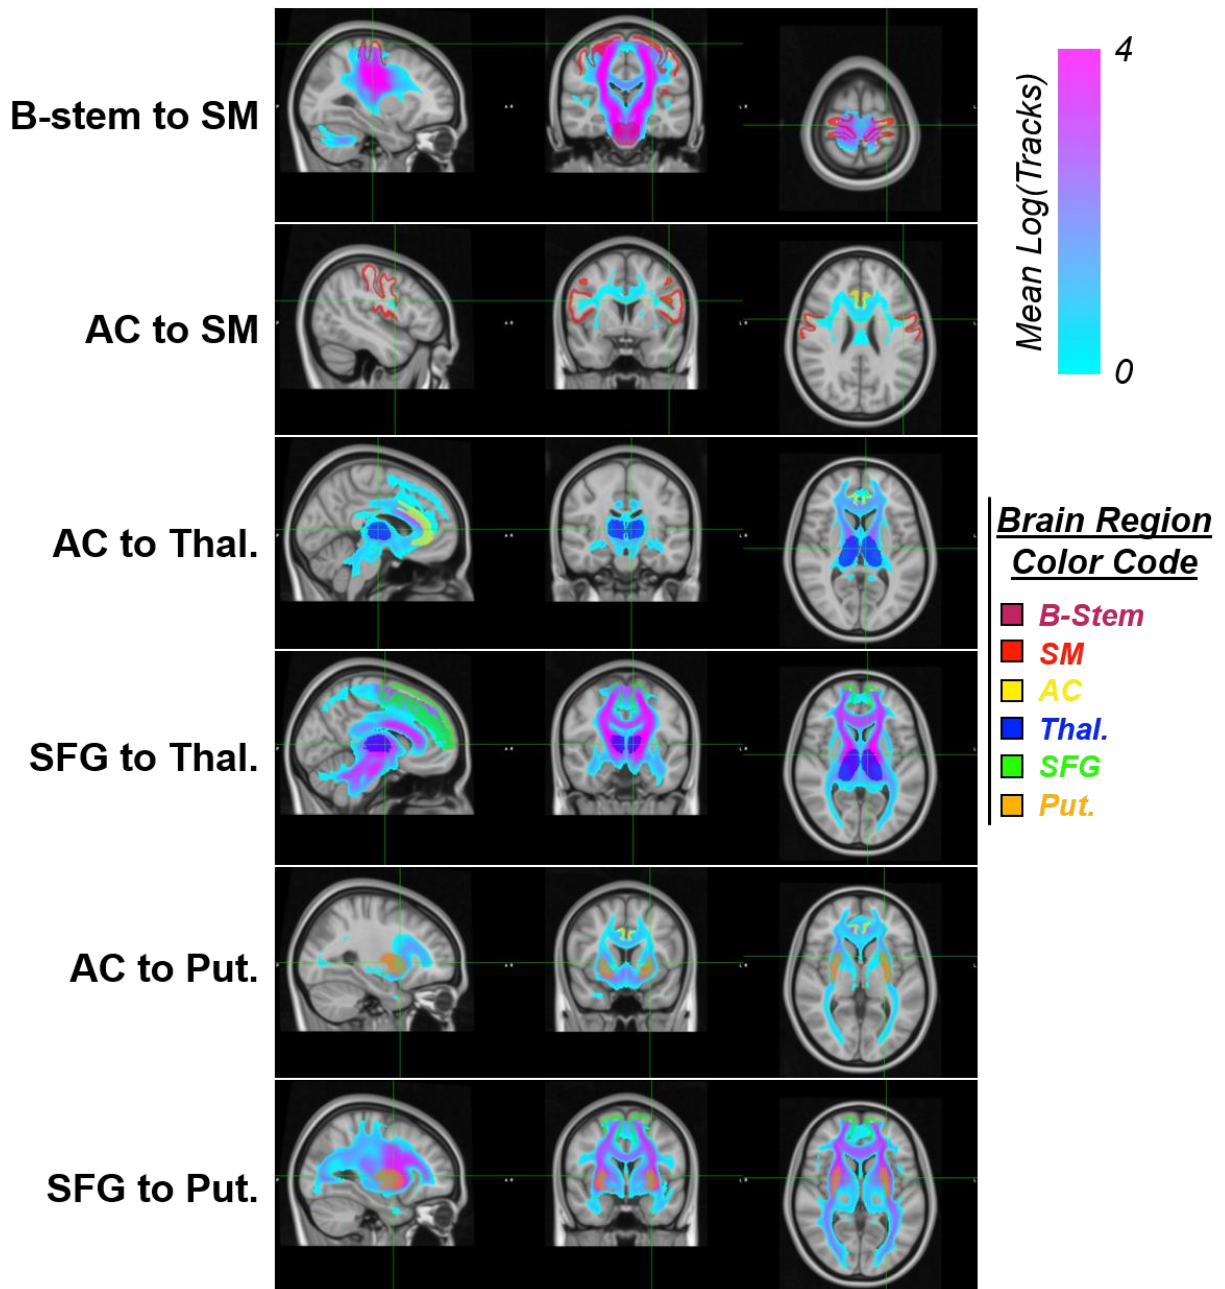 B-stem to SM
AC to SM
AC to Thal.
SFG to Thal.
AC to Put.
SFG to Put.
4
Mean Log(Tracks)
0
Brain Region
Color Code
B-Stem
SM
AC
Thal.
SFG
Put.